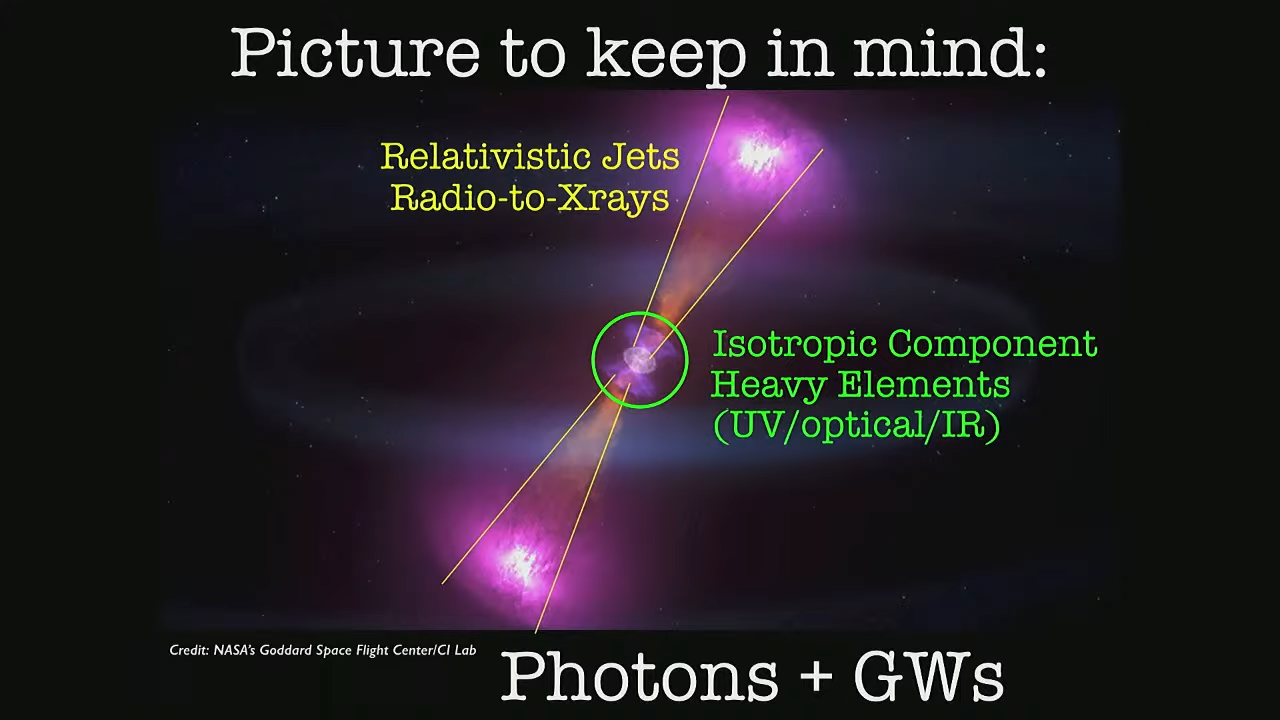 Picture to keep in mind:
Relativistic Jets
Radio-to-Xrays
Isotropic Component
Heavy Elements
(UV/optical/IR)
Credit: NASA's Goddard Space Flight Center/CI Lab
Photons + GWs